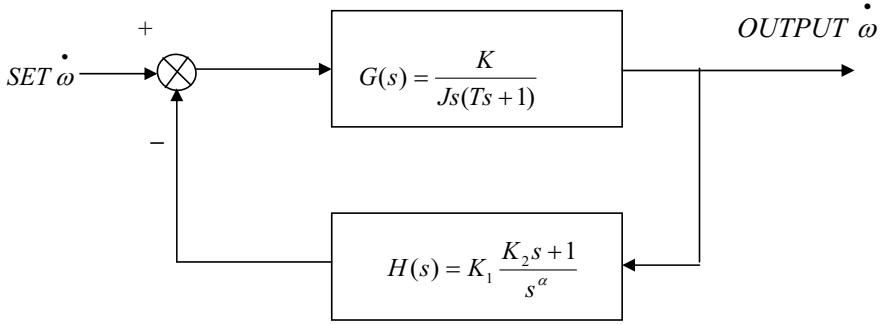 SET ω̇
+
−
G(s) = K / Js(Ts + 1)
OUTPUT ω̇
H(s) = K₁ (K₂s + 1) / s^α